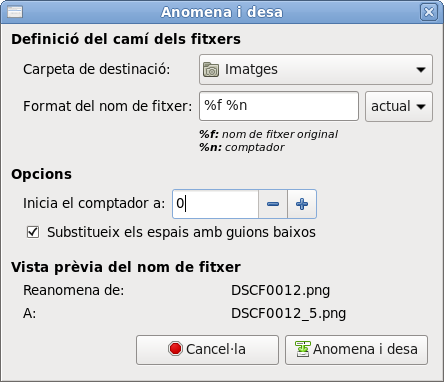 Anomena i desa
Definició del camí dels fitxers
Carpeta de destinació: Imatges
Format del nom de fitxer: %f %n actual
%f: nom de fitxer original
%n: comptador
Opcions
Inicia el comptador a: 0
Substitueix els espais amb guions baixos
Vista prèvia del nom de fitxer
Reanomena de: DSCF0012.png
A: DSCF0012_5.png
Cancel·la Anomena i desa